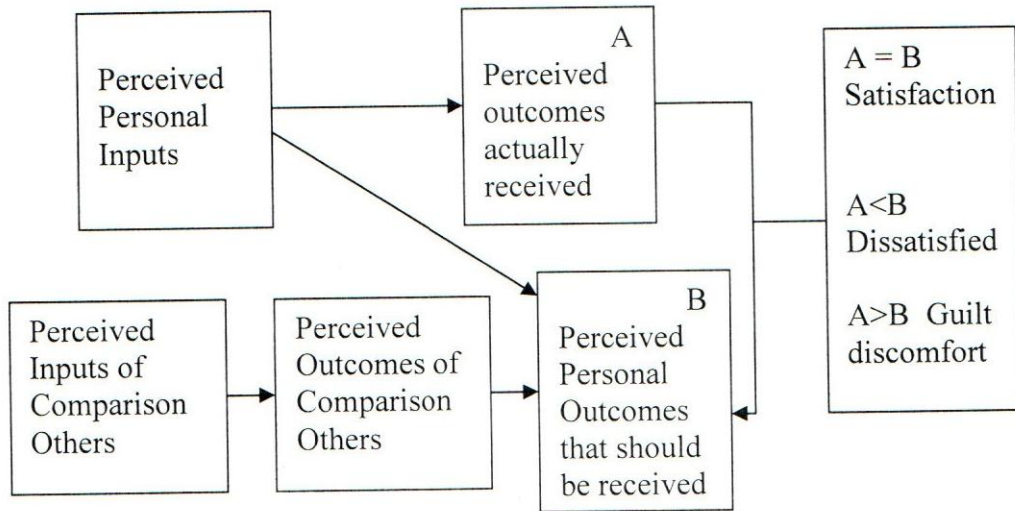 Perceived
Personal
Inputs
A
Perceived
outcomes
actually
received
A = B
Satisfaction
A<B
Dissatisfied
A>B Guilt
discomfort
Perceived
Inputs of
Comparison
Others
Perceived
Outcomes of
Comparison
Others
B
Perceived
Personal
Outcomes
that should
be received